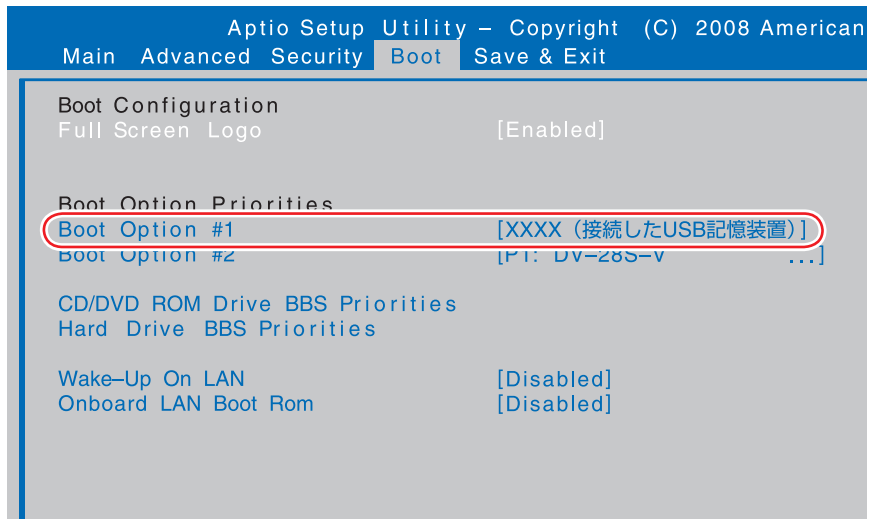 Aptio Setup Utility – Copyright (C) 2008 American
Main Advanced Security Boot Save & Exit
Boot Configuration
Full Screen Logo [Enabled]
Boot Option Priorities
Boot Option #1 [XXXX（接続したUSB記憶装置）]
Boot Option #2 [P1: DV–28S–V ...]
CD/DVD ROM Drive BBS Priorities
Hard Drive BBS Priorities
Wake–Up On LAN [Disabled]
Onboard LAN Boot Rom [Disabled]